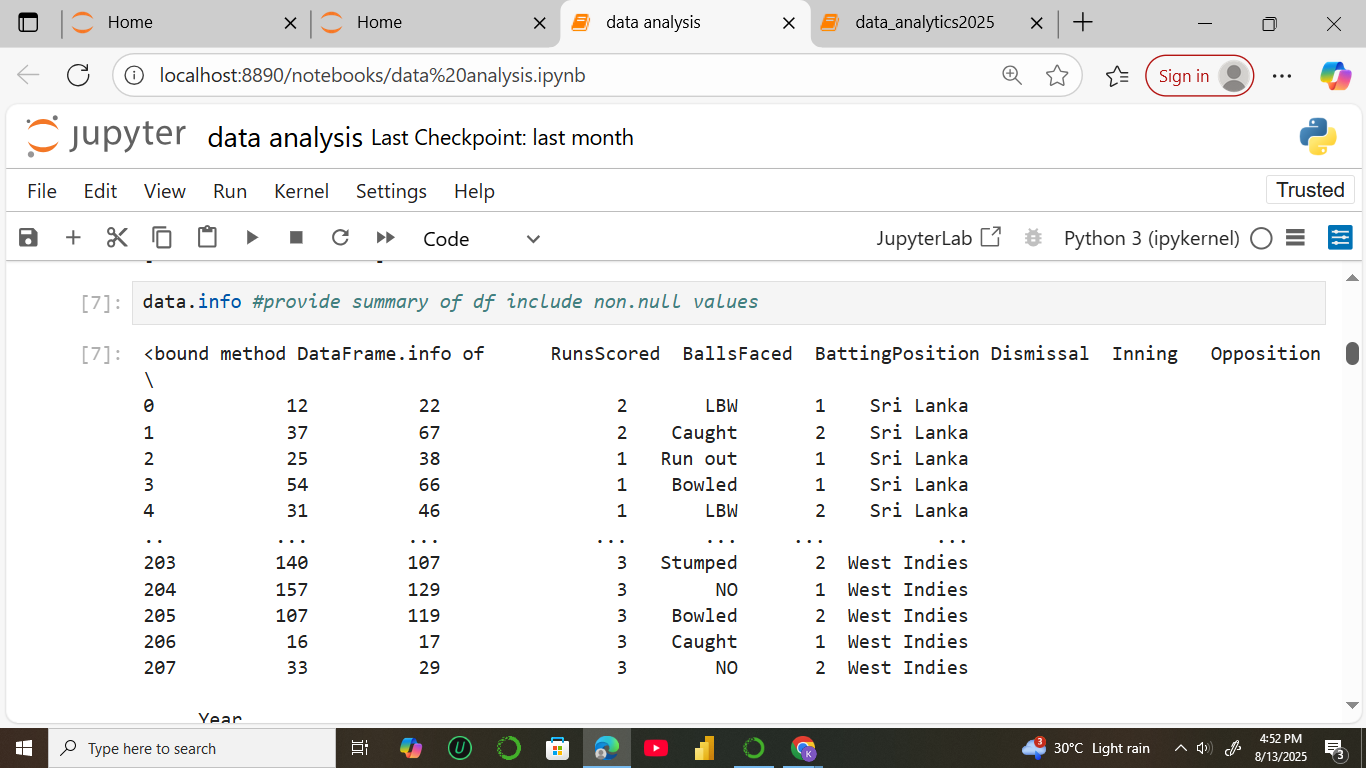 Home
Home
data analysis
data_analytics2025
localhost:8890/notebooks/data%20analysis.ipynb
Sign in
jupyter data analysis Last Checkpoint: last month
File Edit View Run Kernel Settings Help Trusted
Code JupyterLab Python 3 (ipykernel)
[7]: data.info #provide summary of df include non.null values
[7]: <bound method DataFrame.info of RunsScored BallsFaced BattingPosition Dismissal Inning Opposition
\
0 12 22 2 LBW 1 Sri Lanka
1 37 67 2 Caught 2 Sri Lanka
2 25 38 1 Run out 1 Sri Lanka
3 54 66 1 Bowled 1 Sri Lanka
4 31 46 1 LBW 2 Sri Lanka
.. ... ... ... ... ... ...
203 140 107 3 Stumped 2 West Indies
204 157 129 3 NO 1 West Indies
205 107 119 3 Bowled 2 West Indies
206 16 17 3 Caught 1 West Indies
207 33 29 3 NO 2 West Indies
Year
Type here to search
U
K
3
30°C Light rain
4:52 PM
8/13/2025
3